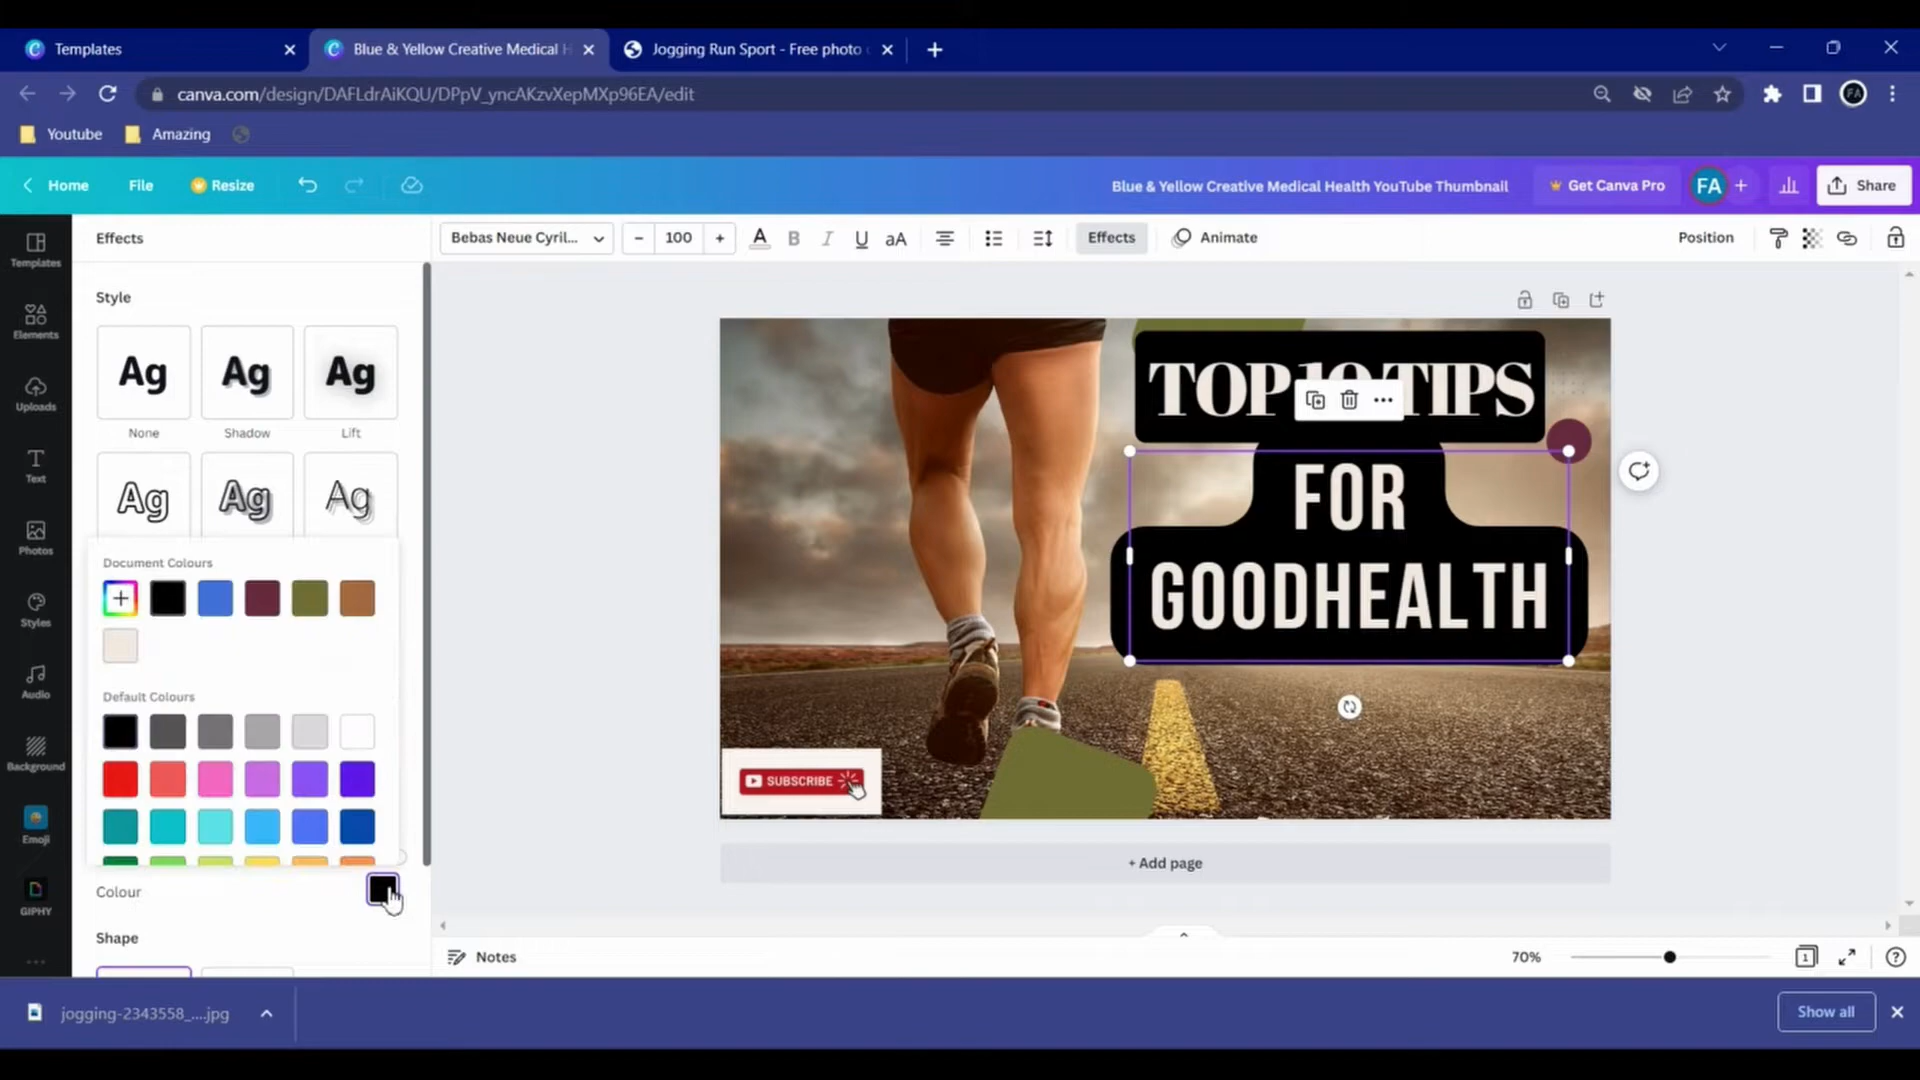 Templates
Blue & Yellow Creative Medical H
Jogging Run Sport - Free photo
canva.com/design/DAFLdrAiKQU/DPpV_yncAKzvXepMXp96EA/edit
FA
Youtube
Amazing
Home
File
Resize
Blue & Yellow Creative Medical Health YouTube Thumbnail
Get Canva Pro
FA
+
Share
Templates
Elements
Uploads
Text
Photos
Styles
Audio
Background
Emoji
GIPHY
Effects
Bebas Neue Cyril...
– 100 +
A B I U aA
Effects
Animate
Position
Style
Ag Ag Ag
None Shadow Lift
Ag Ag Ag
Document Colours
Default Colours
Colour
Shape
TOP TIPS
FOR
GOODHEALTH
SUBSCRIBE
+ Add page
Notes
70%
1
?
jogging-2343558_....jpg
Show all